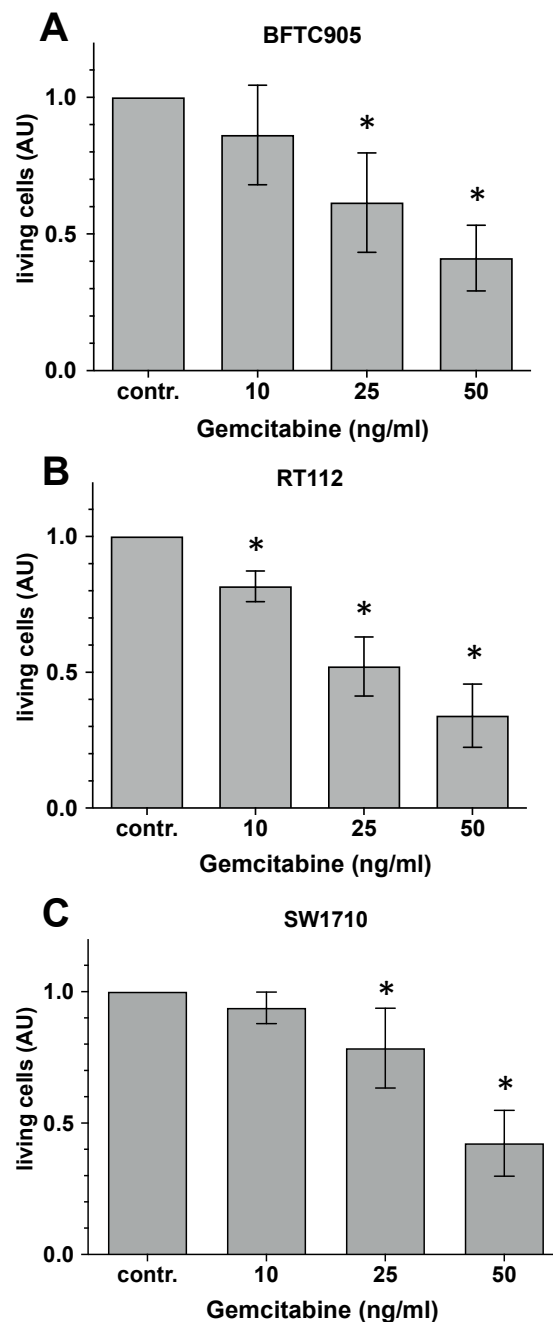 A
BFTC905
living cells (AU)
1.0
0.5
0.0
*
*
contr. 10 25 50
Gemcitabine (ng/ml)
B
RT112
living cells (AU)
1.0
0.5
0.0
*
*
*
contr. 10 25 50
Gemcitabine (ng/ml)
C
SW1710
living cells (AU)
1.0
0.5
0.0
*
*
contr. 10 25 50
Gemcitabine (ng/ml)